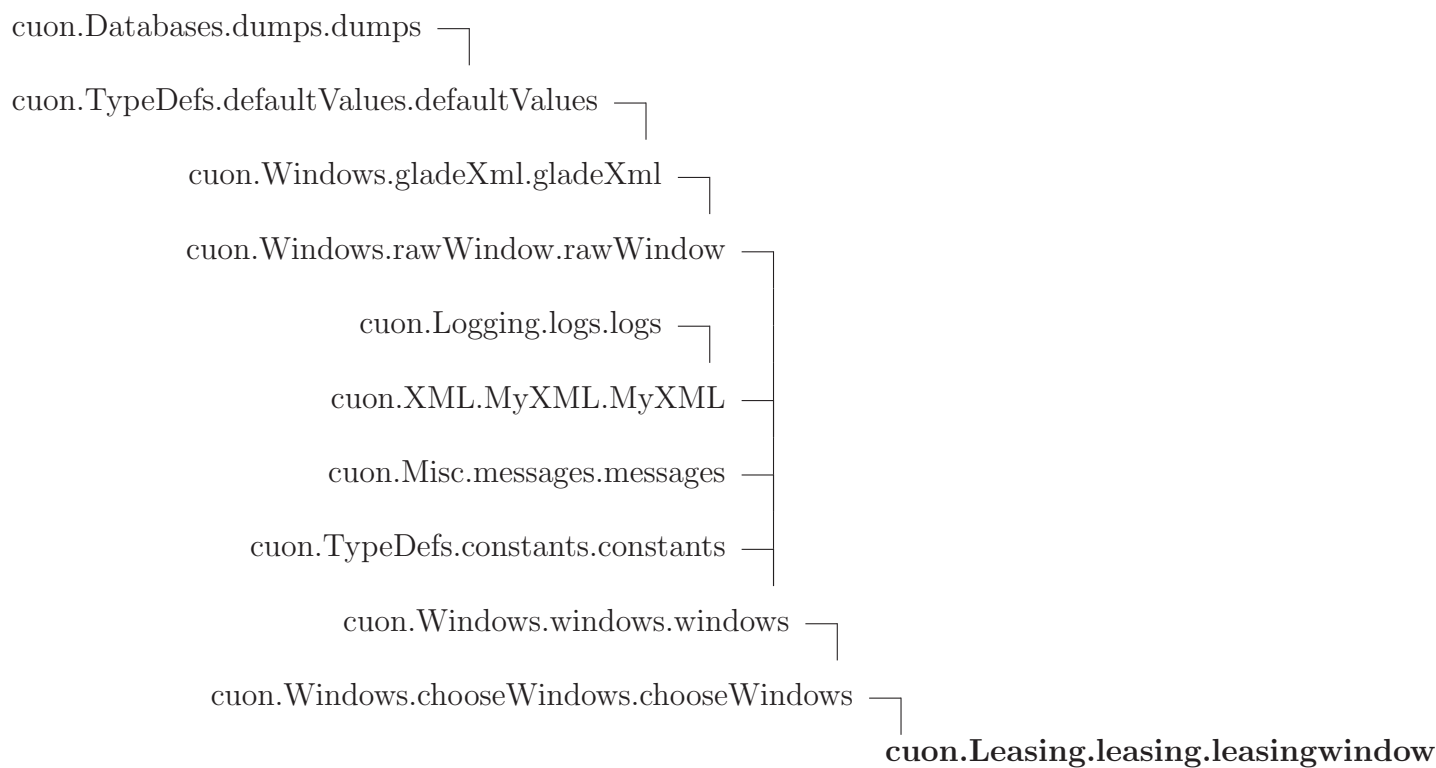 cuon.Databases.dumps.dumps
cuon.TypeDefs.defaultValues.defaultValues
cuon.Windows.gladeXml.gladeXml
cuon.Windows.rawWindow.rawWindow
cuon.Logging.logs.logs
cuon.XML.MyXML.MyXML
cuon.Misc.messages.messages
cuon.TypeDefs.constants.constants
cuon.Windows.windows.windows
cuon.Windows.chooseWindows.chooseWindows
cuon.Leasing.leasing.leasingwindow